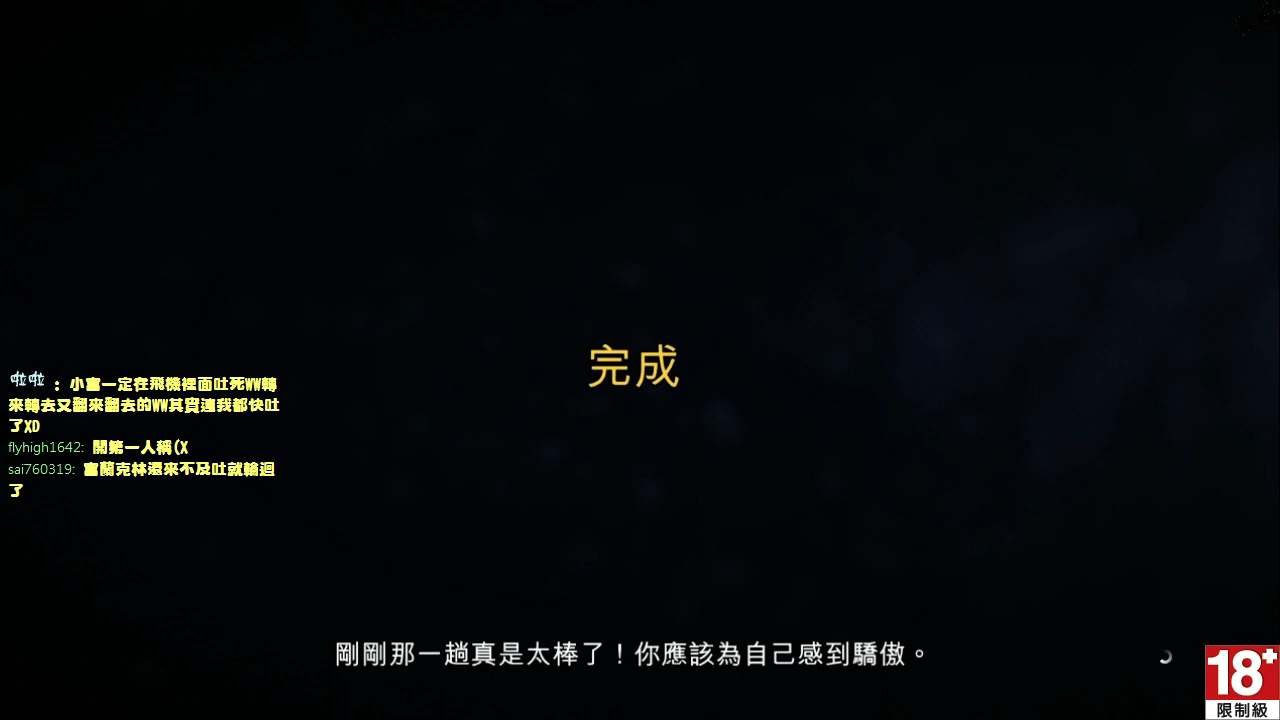 完成
啦啦 : 小富一定在飛機裡面吐死WW轉
來轉去又翻來翻去的WW其實連我都快吐
了XD
flyhigh1642: 開第一人稱(X
sai760319: 富蘭克林還來不及吐就輪迴
了
剛剛那一趟真是太棒了！你應該為自己感到驕傲。
18+
限制級